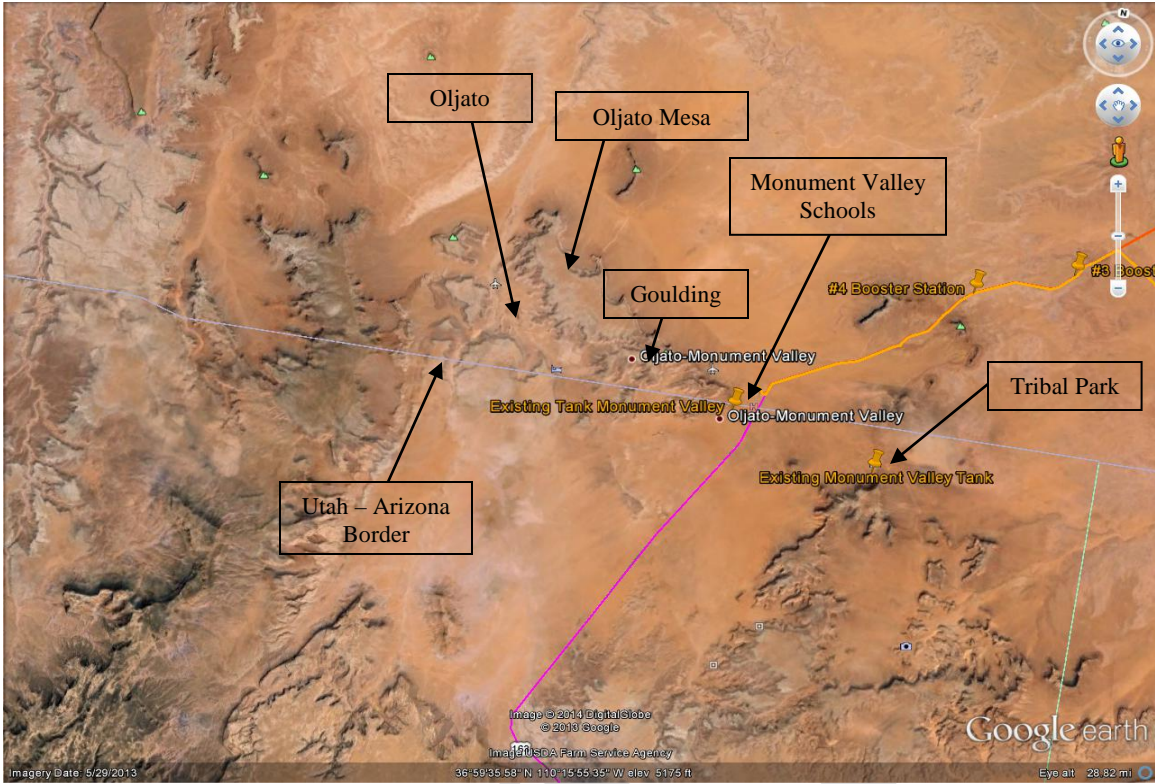 N
Oljato
Oljato Mesa
Monument Valley
Schools
#3 Boost
#4 Booster Station
Goulding
Oljato-Monument Valley
Tribal Park
Existing Tank Monument Valley
Oljato-Monument Valley
Existing Monument Valley Tank
Utah – Arizona
Border
Image © 2014 DigitalGlobe
© 2013 Google
Image USDA Farm Service Agency
163
Google earth
Imagery Date: 5/29/2013
36°59'35.58" N 110°15'55.35" W elev 5175 ft
Eye alt 28.82 mi